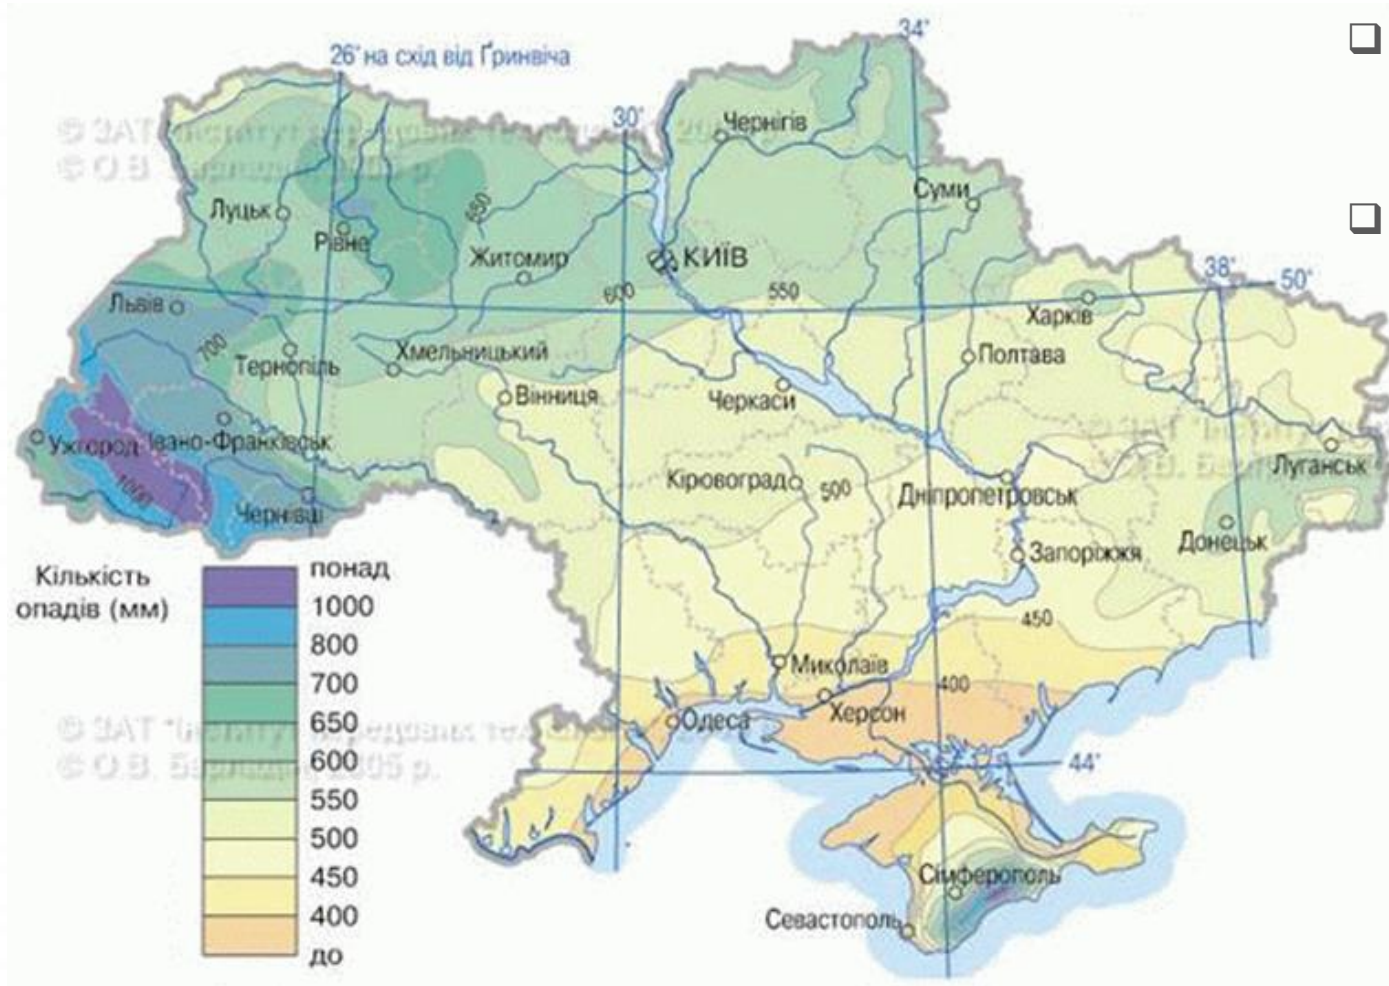 26° на схід від Ґринвіча
34°
30°
Чернігів
Суми
Луцьк
Рівне
550
Житомир
КИЇВ
38°
50°
600
550
Львів
Харків
700
Тернопіль
Хмельницький
Полтава
Вінниця
Черкаси
Ужгород
Івано-Франківськ
Луганськ
1000
Кіровоград
500
Дніпропетровськ
Чернівці
Запоріжжя
Донецьк
Кількість
опадів (мм)
понад
1000
800
700
650
600
550
500
450
400
до
450
Миколаїв
400
Одеса
Херсон
44°
Сімферополь
Севастополь
© ЗАТ
© О.В.
2005 р.